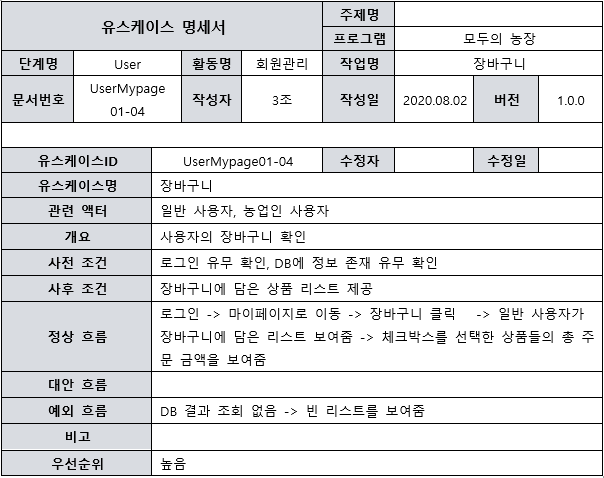 유스케이스 명세서
주제명
프로그램 모두의 농장
단계명 User 활동명 회원관리 작업명 장바구니
문서번호 UserMypage
01-04 작성자 3조 작성일 2020.08.02 버전 1.0.0
유스케이스ID UserMypage01-04 수정자 수정일
유스케이스명 장바구니
관련 액터 일반 사용자, 농업인 사용자
개요 사용자의 장바구니 확인
사전 조건 로그인 유무 확인, DB에 정보 존재 유무 확인
사후 조건 장바구니에 담은 상품 리스트 제공
정상 흐름 로그인 -> 마이페이지로 이동 -> 장바구니 클릭 -> 일반 사용자가
장바구니에 담은 리스트 보여줌 -> 체크박스를 선택한 상품들의 총 주
문 금액을 보여줌
대안 흐름
예외 흐름 DB 결과 조회 없음 -> 빈 리스트를 보여줌
비고
우선순위 높음